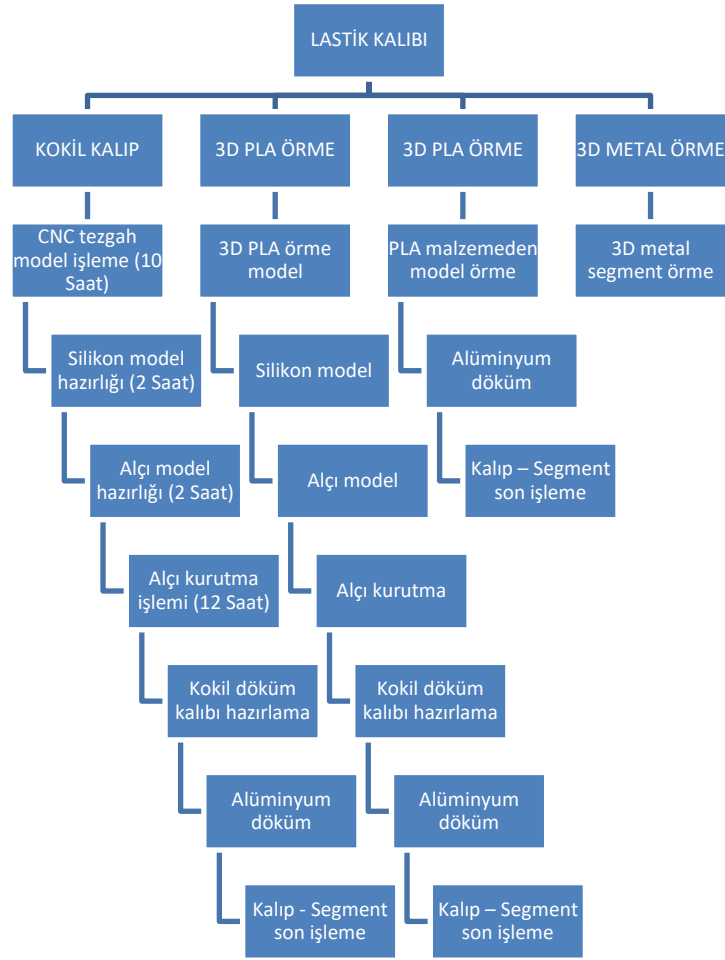 LASTİK KALIBI
KOKİL KALIP
3D PLA ÖRME
3D PLA ÖRME
3D METAL ÖRME
CNC tezgah
model işleme (10
Saat)
3D PLA örme
model
PLA malzemeden
model örme
3D metal
segment örme
Silikon model
hazırlığı (2 Saat)
Silikon model
Alüminyum
döküm
Alçı model
hazırlığı (2 Saat)
Alçı model
Kalıp – Segment
son işleme
Alçı kurutma
işlemi (12 Saat)
Alçı kurutma
Kokil döküm
kalıbı hazırlama
Kokil döküm
kalıbı hazırlama
Alüminyum
döküm
Alüminyum
döküm
Kalıp - Segment
son işleme
Kalıp – Segment
son işleme